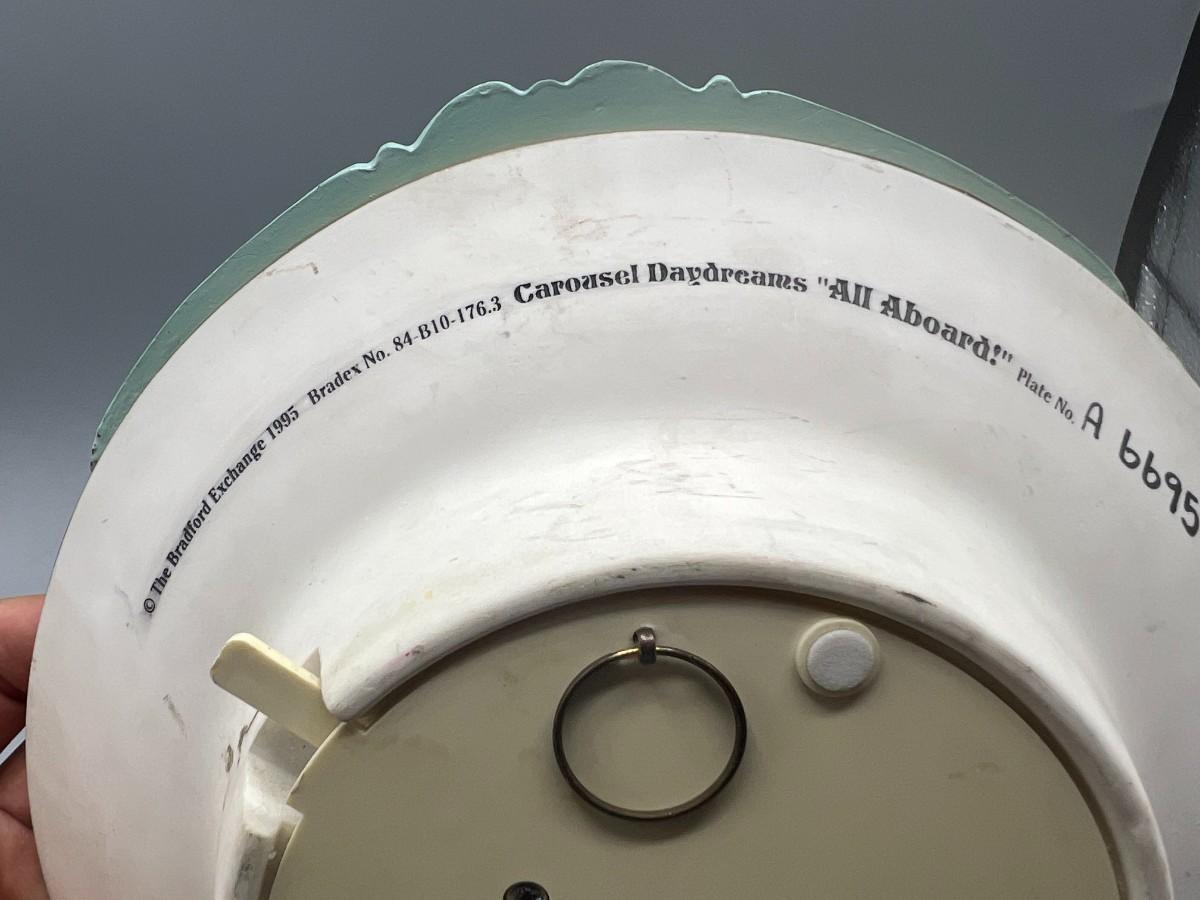 © The Bradford Exchange 1995 Bradex No. 84-B10-176.3 Carousel Daydreams "All Aboard!" Plate No. A 6695